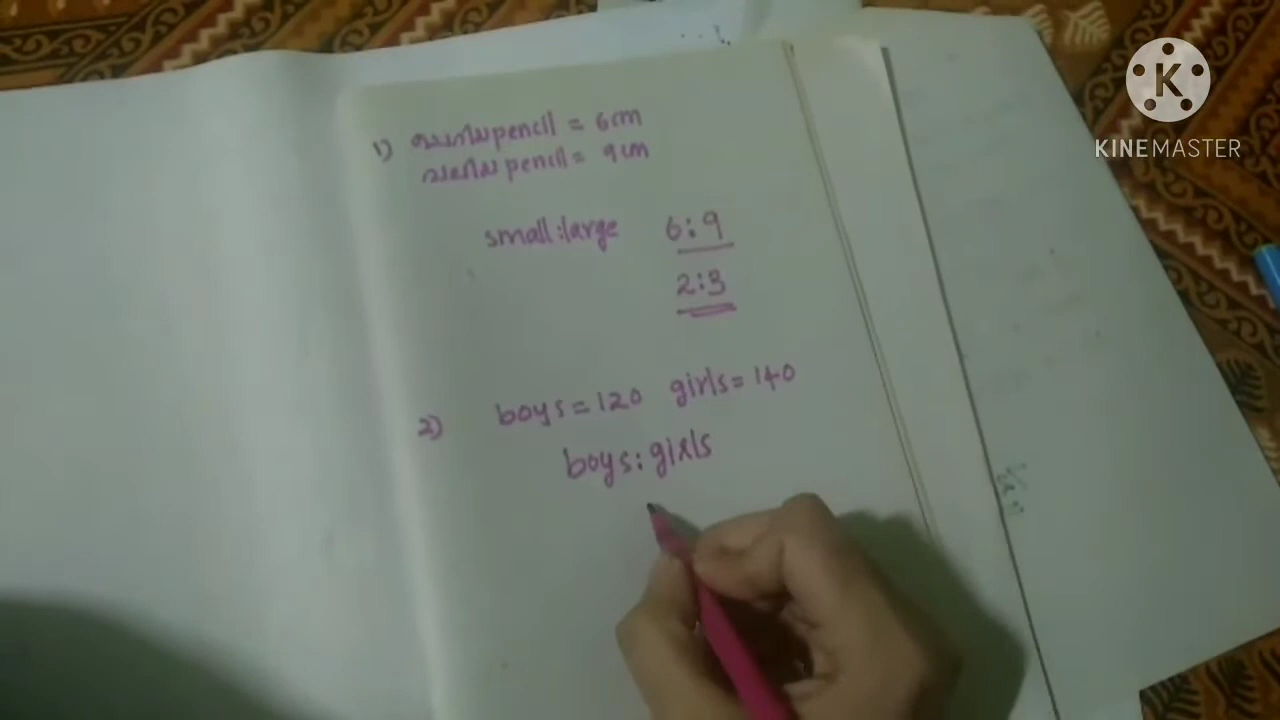 1) ചെറിയ pencil = 6cm
വലിയ pencil = 9cm
small:large 6:9
2:3
2) boys = 120 girls = 140
boys: girls
K
KINEMASTER